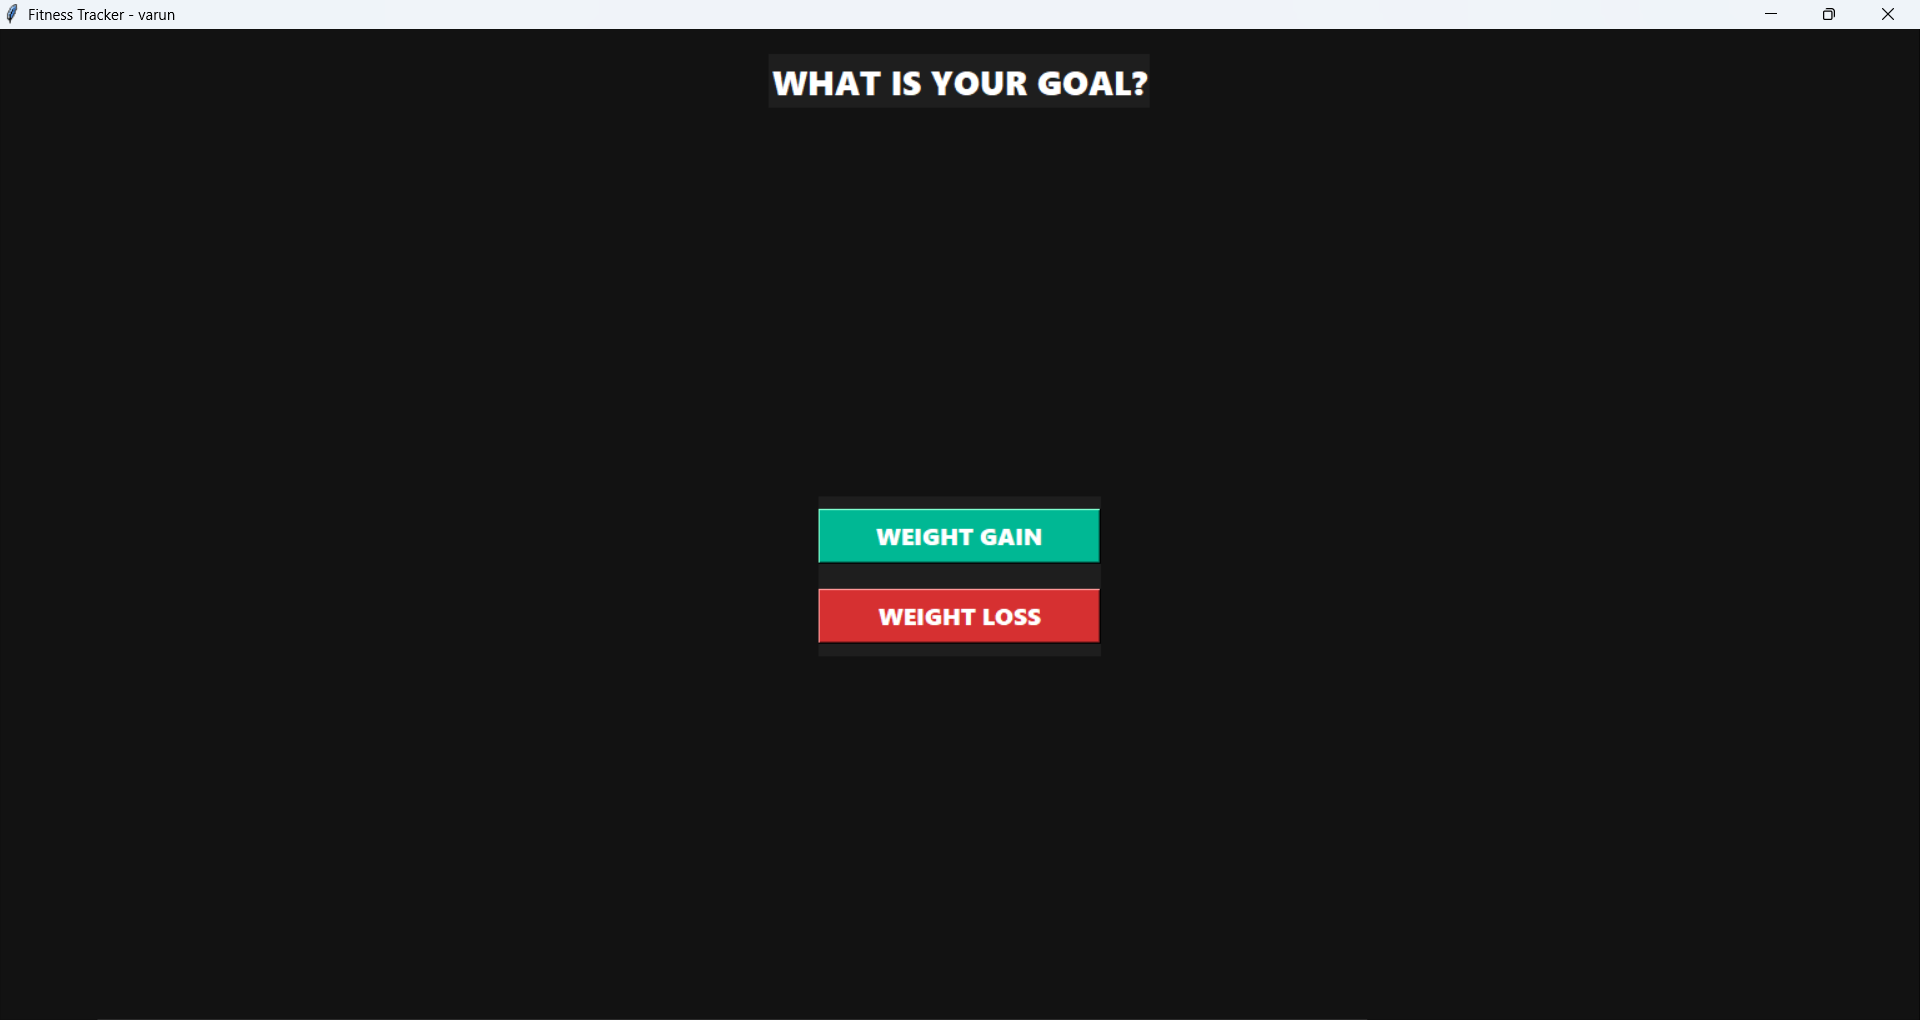 Fitness Tracker - varun
WHAT IS YOUR GOAL?
WEIGHT GAIN
WEIGHT LOSS